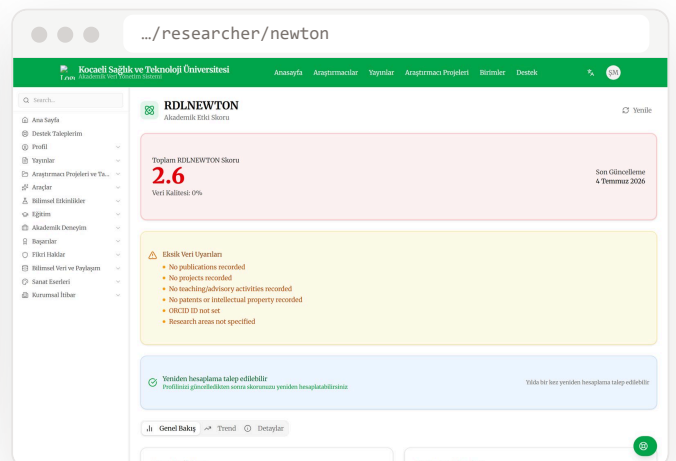 …/researcher/newton
Kocaeli Sağlık ve Teknoloji Üniversitesi
Logo
Akademik Veri Yönetim Sistemi
Anasayfa Araştırmacılar Yayınlar Araştırmacı Projeleri Birimler Destek
ŞM
Search...
Ana Sayfa
Destek Taleplerim
Profil
Yayınlar
Araştırmacı Projeleri ve Ta...
Araçlar
Bilimsel Etkinlikler
Eğitim
Akademik Deneyim
Başarılar
Fikri Haklar
Bilimsel Veri ve Paylaşım
Sanat Eserleri
Kurumsal İtibar
RDLNEWTON
Akademik Etki Skoru
Yenile
Toplam RDLNEWTON Skoru
2.6
Veri Kalitesi: 0%
Son Güncelleme
4 Temmuz 2026
Eksik Veri Uyarıları
No publications recorded
No projects recorded
No teaching/advisory activities recorded
No patents or intellectual property recorded
ORCID ID not set
Research areas not specified
Yeniden hesaplama talep edilebilir
Profilinizi güncelledikten sonra skorunuzu yeniden hesaplatabilirsiniz
Yılda bir kez yeniden hesaplama talep edilebilir
Genel Bakış Trend Detaylar